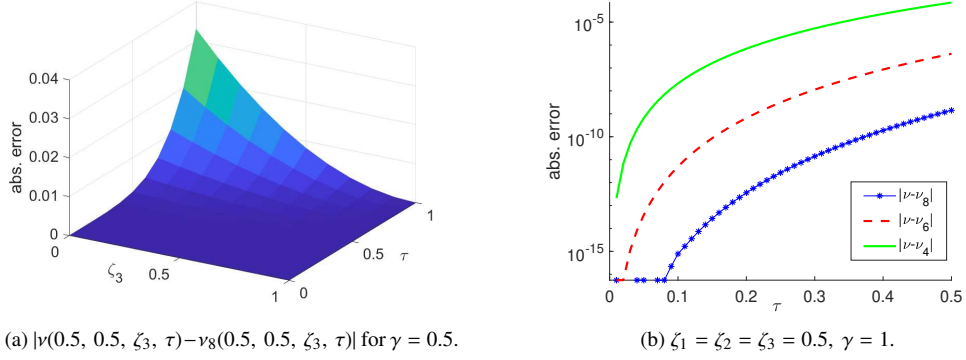 0.04
0.03
0.02
0.01
0
abs. error
0
0.5
1
ζ₃
0
0.5
1
τ
10⁻⁵
10⁻¹⁰
10⁻¹⁵
abs. error
0
0.1
0.2
0.3
0.4
0.5
τ
|ν-ν₈|
|ν-ν₆|
|ν-ν₄|
(a) |ν(0.5, 0.5, ζ₃, τ)−ν₈(0.5, 0.5, ζ₃, τ)| for γ = 0.5.
(b) ζ₁ = ζ₂ = ζ₃ = 0.5, γ = 1.